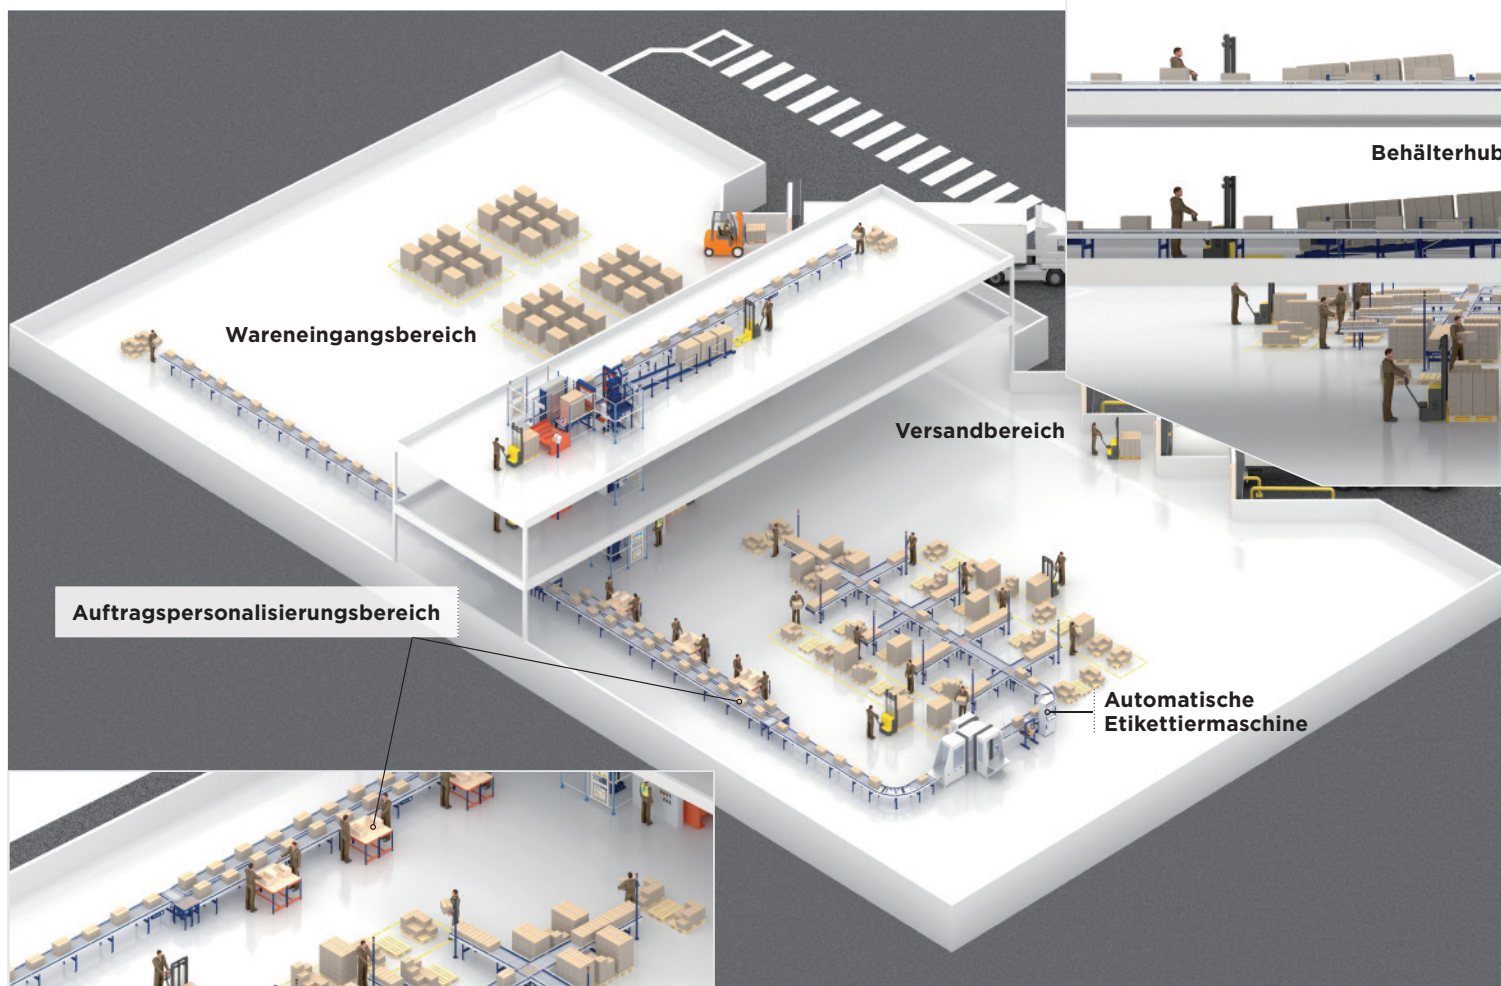 Behälterhub
Wareneingangsbereich
Versandbereich
Auftragspersonalisierungsbereich
Automatische
Etikettiermaschine